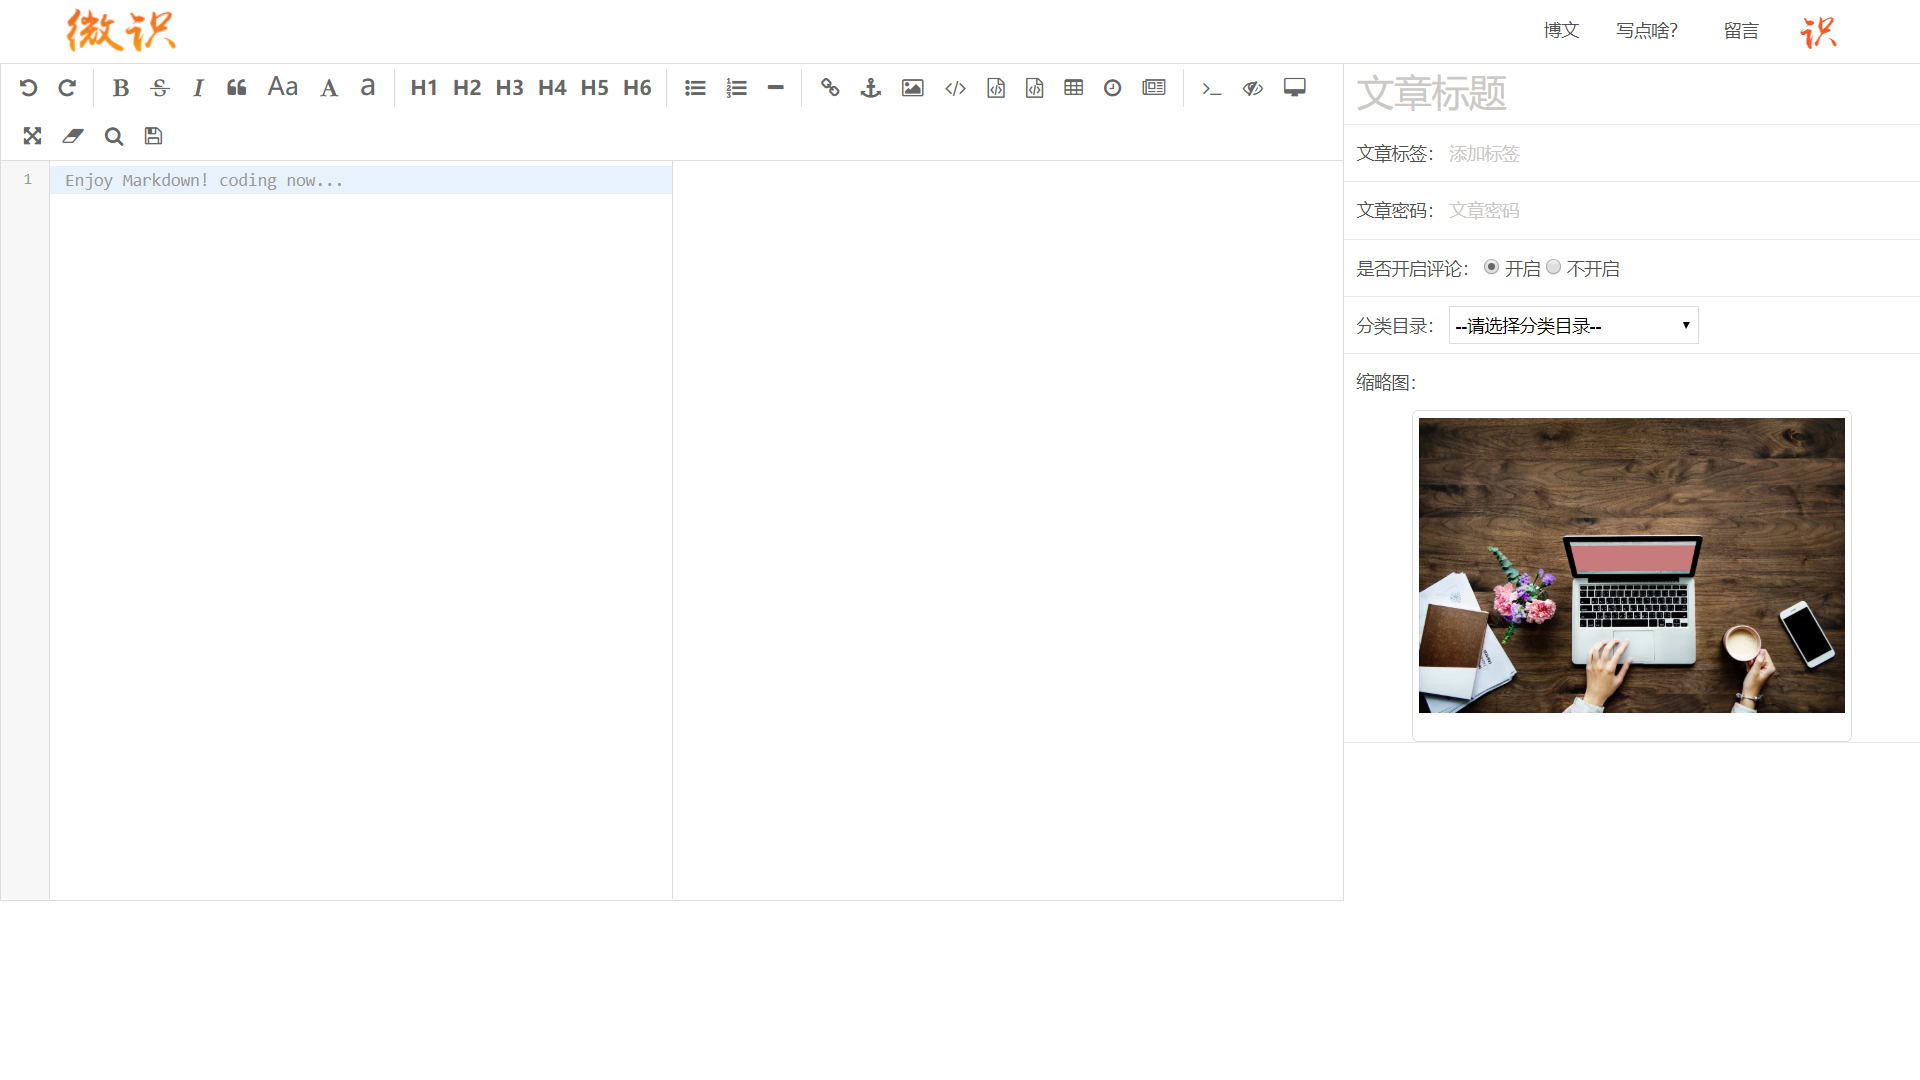 微识
博文 写点啥? 留言 识
B S I “ Aa A a H1 H2 H3 H4 H5 H6
1 Enjoy Markdown! coding now...
文章标题
文章标签： 添加标签
文章密码： 文章密码
是否开启评论： 开启 不开启
分类目录： --请选择分类目录--
缩略图：